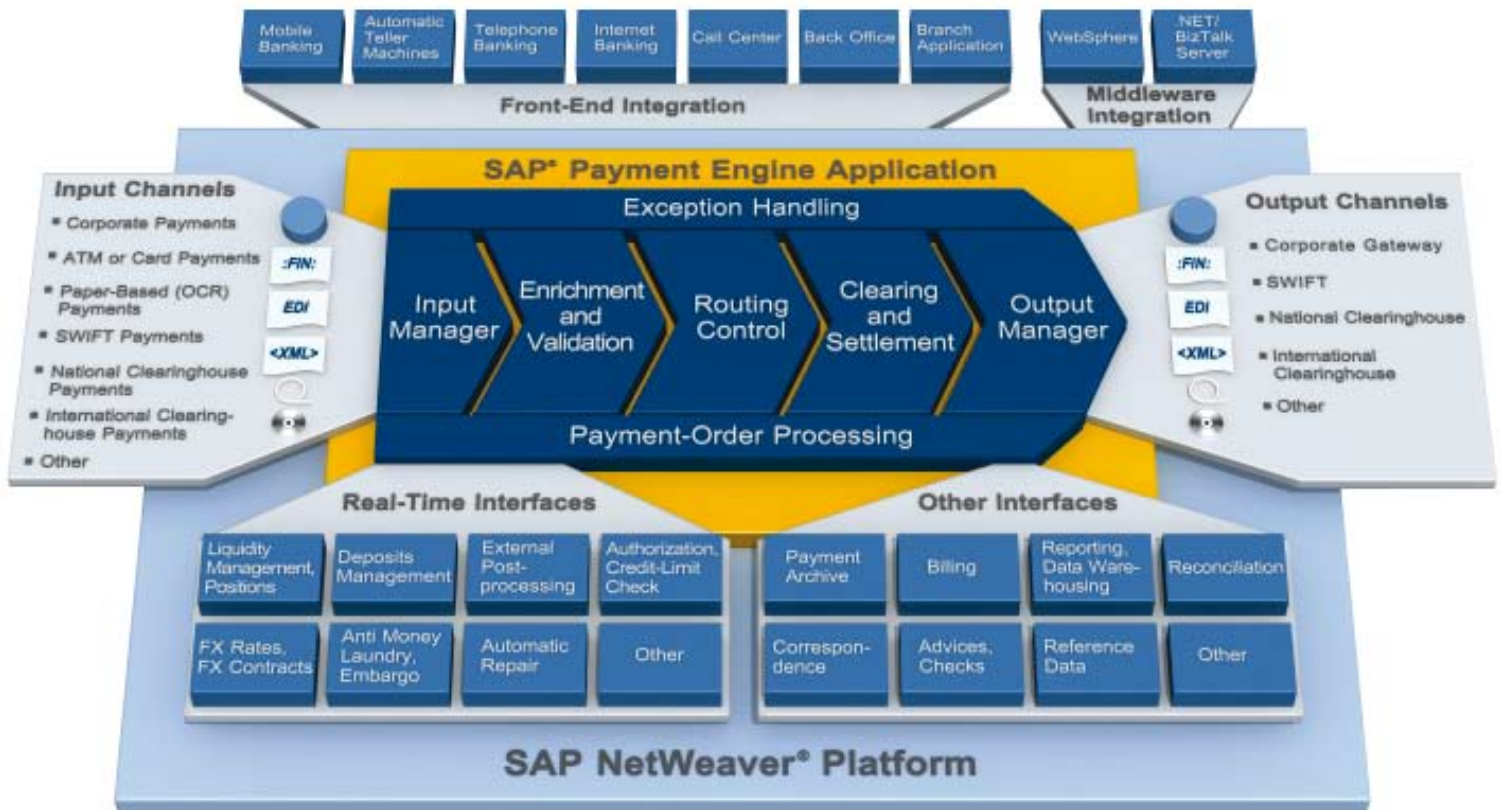 Mobile
Banking
Automatic
Teller
Machines
Telephone
Banking
Internet
Banking
Call Center
Back Office
Branch
Application
WebSphere
.NET/
BizTalk
Server
Front-End Integration
Middleware
Integration
SAP® Payment Engine Application
Input Channels
▪ Corporate Payments
▪ ATM or Card Payments
▪ Paper-Based (OCR)
Payments
▪ SWIFT Payments
▪ National Clearinghouse
Payments
▪ International Clearing-
house Payments
▪ Other
:FIN:
EDI
<XML>
Exception Handling
Input
Manager
Enrichment
and
Validation
Routing
Control
Clearing
and
Settlement
Output
Manager
Payment-Order Processing
:FIN:
EDI
<XML>
Output Channels
▪ Corporate Gateway
▪ SWIFT
▪ National Clearinghouse
▪ International
Clearinghouse
▪ Other
Real-Time Interfaces
Liquidity
Management,
Positions
Deposits
Management
External
Post-
processing
Authorization,
Credit-Limit
Check
FX Rates,
FX Contracts
Anti Money
Laundry,
Embargo
Automatic
Repair
Other
Other Interfaces
Payment
Archive
Billing
Reporting,
Data Ware-
housing
Reconciliation
Correspon-
dence
Advices,
Checks
Reference
Data
Other
SAP NetWeaver® Platform